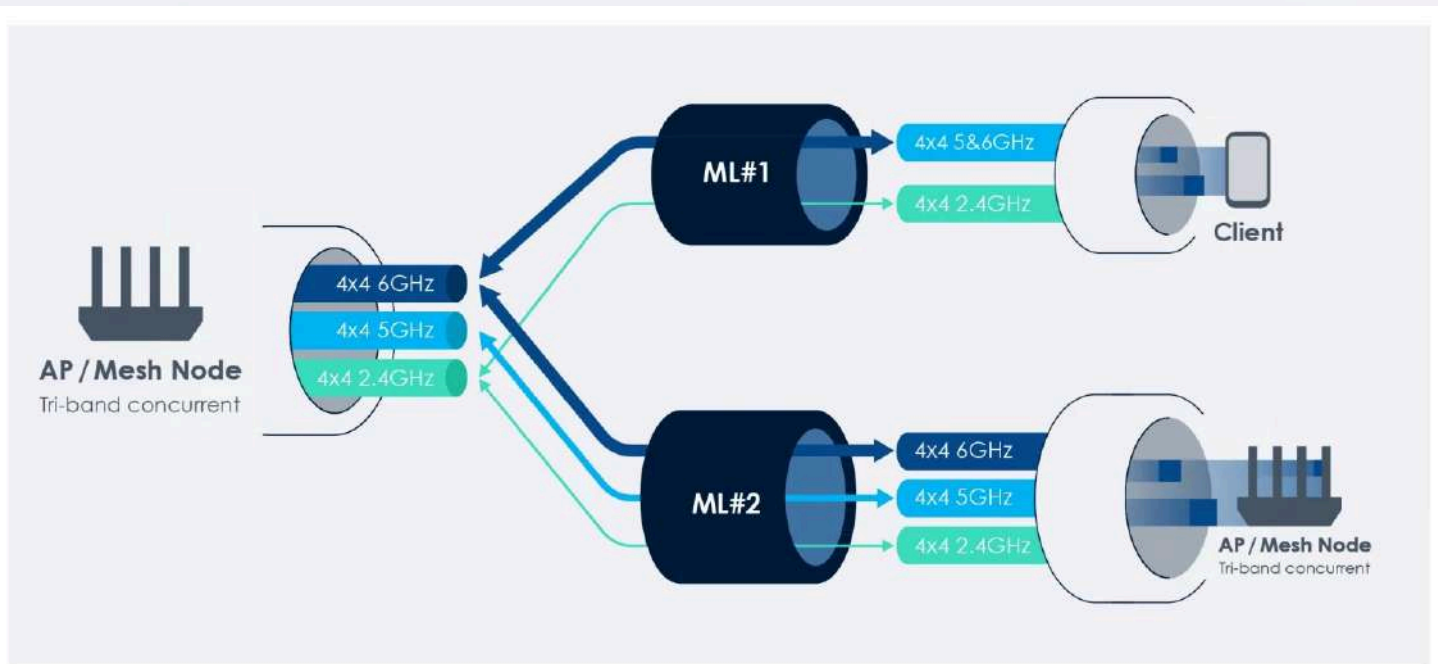 AP / Mesh Node
Tri-band concurrent
4x4 6GHz
4x4 5GHz
4x4 2.4GHz
ML#1
4x4 5&6GHz
4x4 2.4GHz
Client
ML#2
4x4 6GHz
4x4 5GHz
4x4 2.4GHz
AP / Mesh Node
Tri-band concurrent